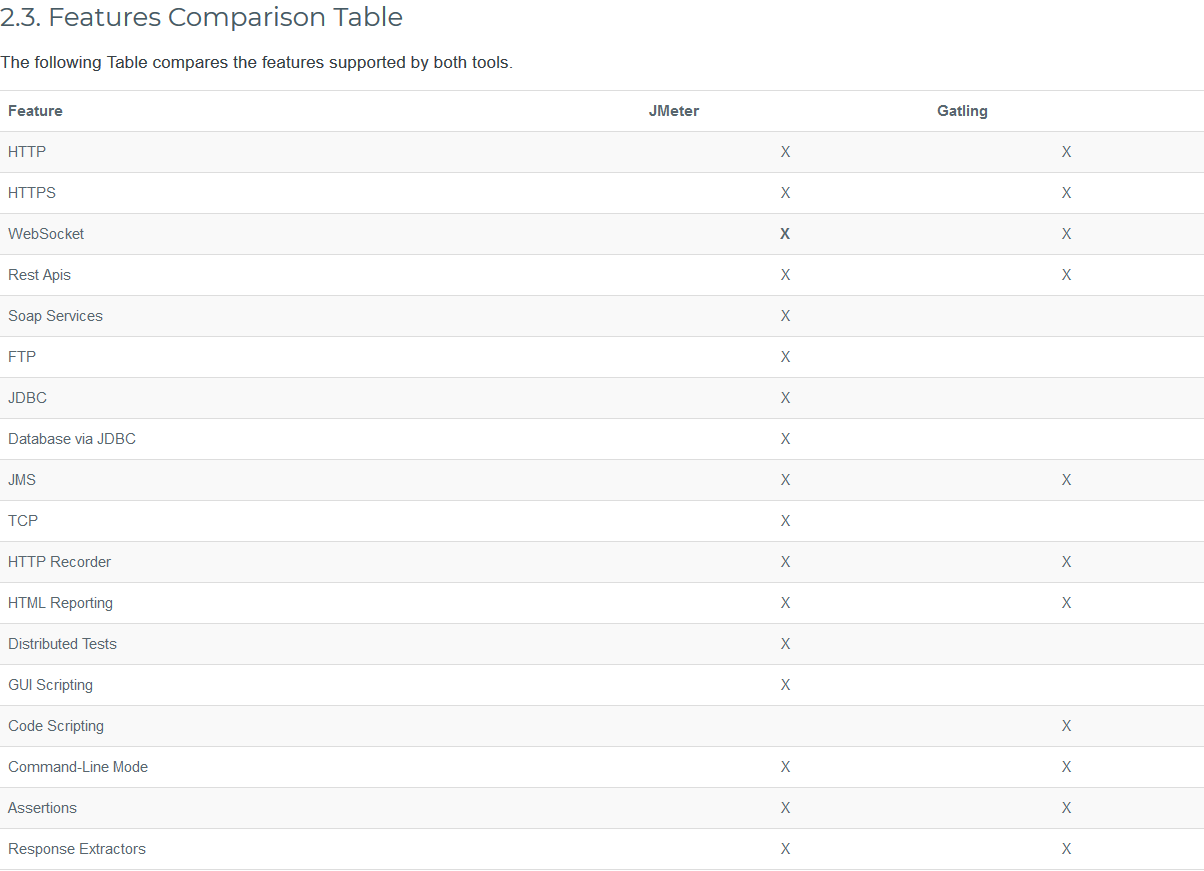 2.3. Features Comparison Table
The following Table compares the features supported by both tools.
Feature JMeter Gatling
HTTP X X
HTTPS X X
WebSocket X X
Rest Apis X X
Soap Services X
FTP X
JDBC X
Database via JDBC X
JMS X X
TCP X
HTTP Recorder X X
HTML Reporting X X
Distributed Tests X
GUI Scripting X
Code Scripting X
Command-Line Mode X X
Assertions X X
Response Extractors X X